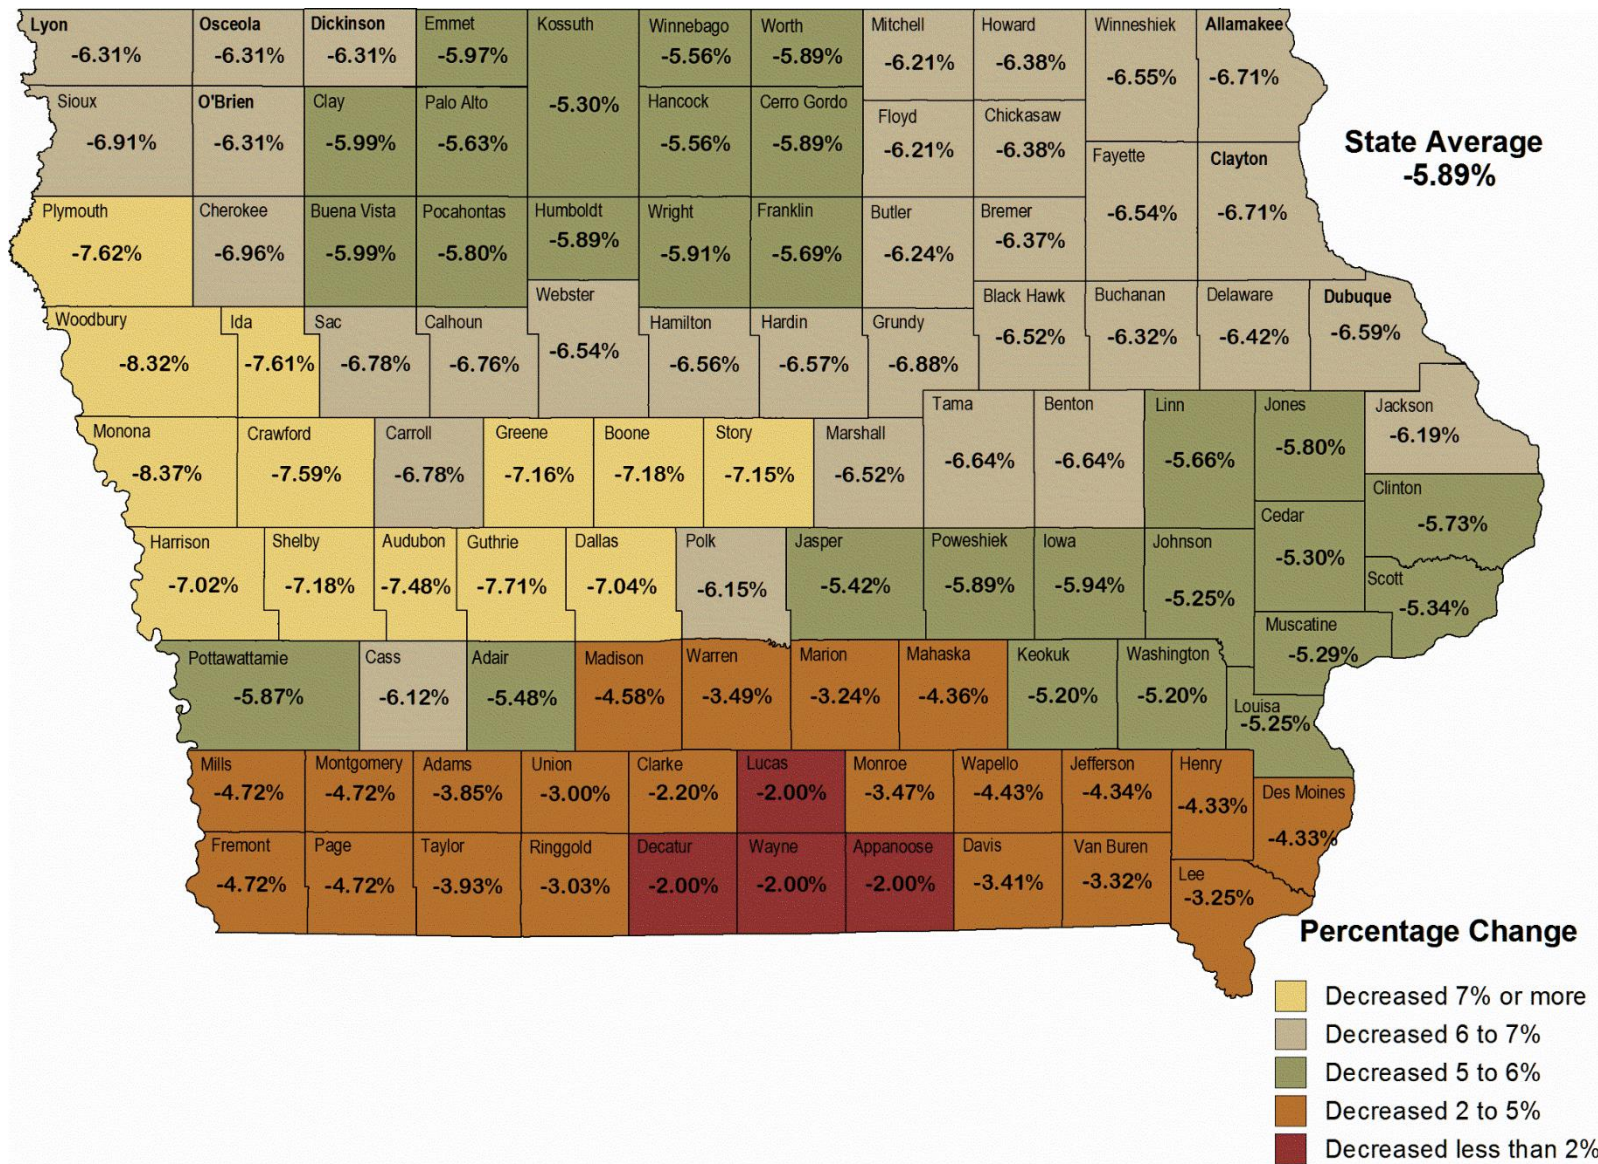 Lyon
-6.31%
Osceola
-6.31%
Dickinson
-6.31%
Emmet
-5.97%
Kossuth
-5.30%
Winnebago
-5.56%
Worth
-5.89%
Mitchell
-6.21%
Howard
-6.38%
Winneshiek
-6.55%
Allamakee
-6.71%
Sioux
-6.91%
O'Brien
-6.31%
Clay
-5.99%
Palo Alto
-5.63%
Hancock
-5.56%
Cerro Gordo
-5.89%
Floyd
-6.21%
Chickasaw
-6.38%
State Average
-5.89%
Fayette
-6.54%
Clayton
-6.71%
Plymouth
-7.62%
Cherokee
-6.96%
Buena Vista
-5.99%
Pocahontas
-5.80%
Humboldt
-5.89%
Wright
-5.91%
Franklin
-5.69%
Butler
-6.24%
Bremer
-6.37%
Webster
-6.54%
Black Hawk
-6.52%
Buchanan
-6.32%
Delaware
-6.42%
Dubuque
-6.59%
Woodbury
-8.32%
Ida
-7.61%
Sac
-6.78%
Calhoun
-6.76%
Hamilton
-6.56%
Hardin
-6.57%
Grundy
-6.88%
Tama
-6.64%
Benton
-6.64%
Linn
-5.66%
Jones
-5.80%
Jackson
-6.19%
Monona
-8.37%
Crawford
-7.59%
Carroll
-6.78%
Greene
-7.16%
Boone
-7.18%
Story
-7.15%
Marshall
-6.52%
Clinton
-5.73%
Cedar
-5.30%
Harrison
-7.02%
Shelby
-7.18%
Audubon
-7.48%
Guthrie
-7.71%
Dallas
-7.04%
Polk
-6.15%
Jasper
-5.42%
Poweshiek
-5.89%
Iowa
-5.94%
Johnson
-5.25%
Scott
-5.34%
Muscatine
-5.29%
Pottawattamie
-5.87%
Cass
-6.12%
Adair
-5.48%
Madison
-4.58%
Warren
-3.49%
Marion
-3.24%
Mahaska
-4.36%
Keokuk
-5.20%
Washington
-5.20%
Louisa
-5.25%
Mills
-4.72%
Montgomery
-4.72%
Adams
-3.85%
Union
-3.00%
Clarke
-2.20%
Lucas
-2.00%
Monroe
-3.47%
Wapello
-4.43%
Jefferson
-4.34%
Henry
-4.33%
Des Moines
-4.33%
Fremont
-4.72%
Page
-4.72%
Taylor
-3.93%
Ringgold
-3.03%
Decatur
-2.00%
Wayne
-2.00%
Appanoose
-2.00%
Davis
-3.41%
Van Buren
-3.32%
Lee
-3.25%
Percentage Change
Decreased 7% or more
Decreased 6 to 7%
Decreased 5 to 6%
Decreased 2 to 5%
Decreased less than 2%